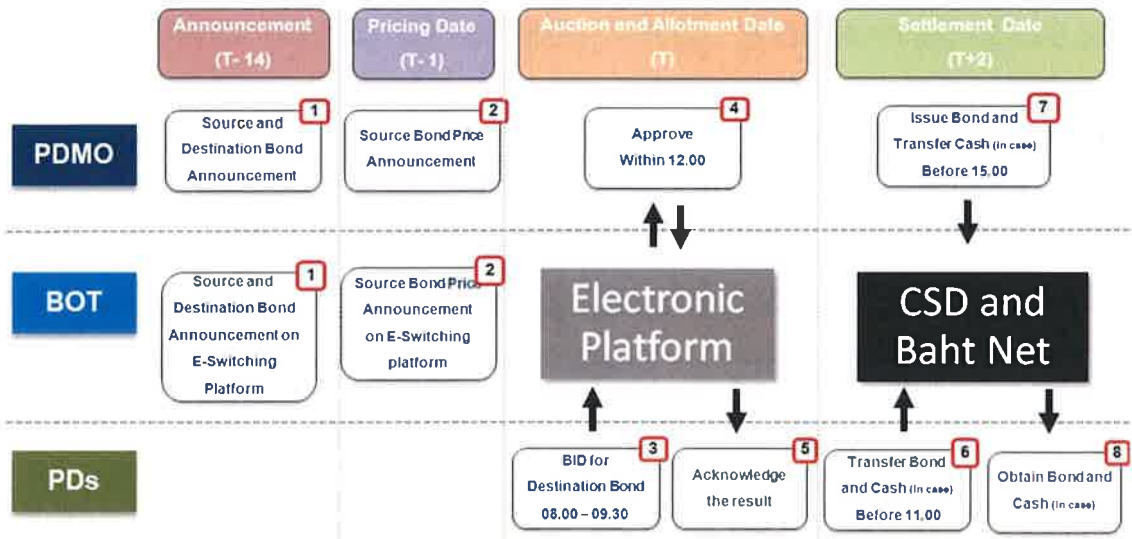 Announcement
(T- 14)
Pricing Date
(T- 1)
Auction and Allotment Date
(T)
Settlement Date
(T+2)
PDMO
1
Source and
Destination Bond
Announcement
2
Source Bond Price
Announcement
4
Approve
Within 12.00
7
Issue Bond and
Transfer Cash (in case)
Before 15.00
BOT
1
Source and
Destination Bond
Announcement on
E-Switching
Platform
2
Source Bond Price
Announcement
on E-Switching
platform
Electronic
Platform
CSD and
Baht Net
PDs
3
BID for
Destination Bond
08.00 – 09.30
5
Acknowledge
the result
6
Transfer Bond
and Cash (in case)
Before 11.00
8
Obtain Bond and
Cash (in case)